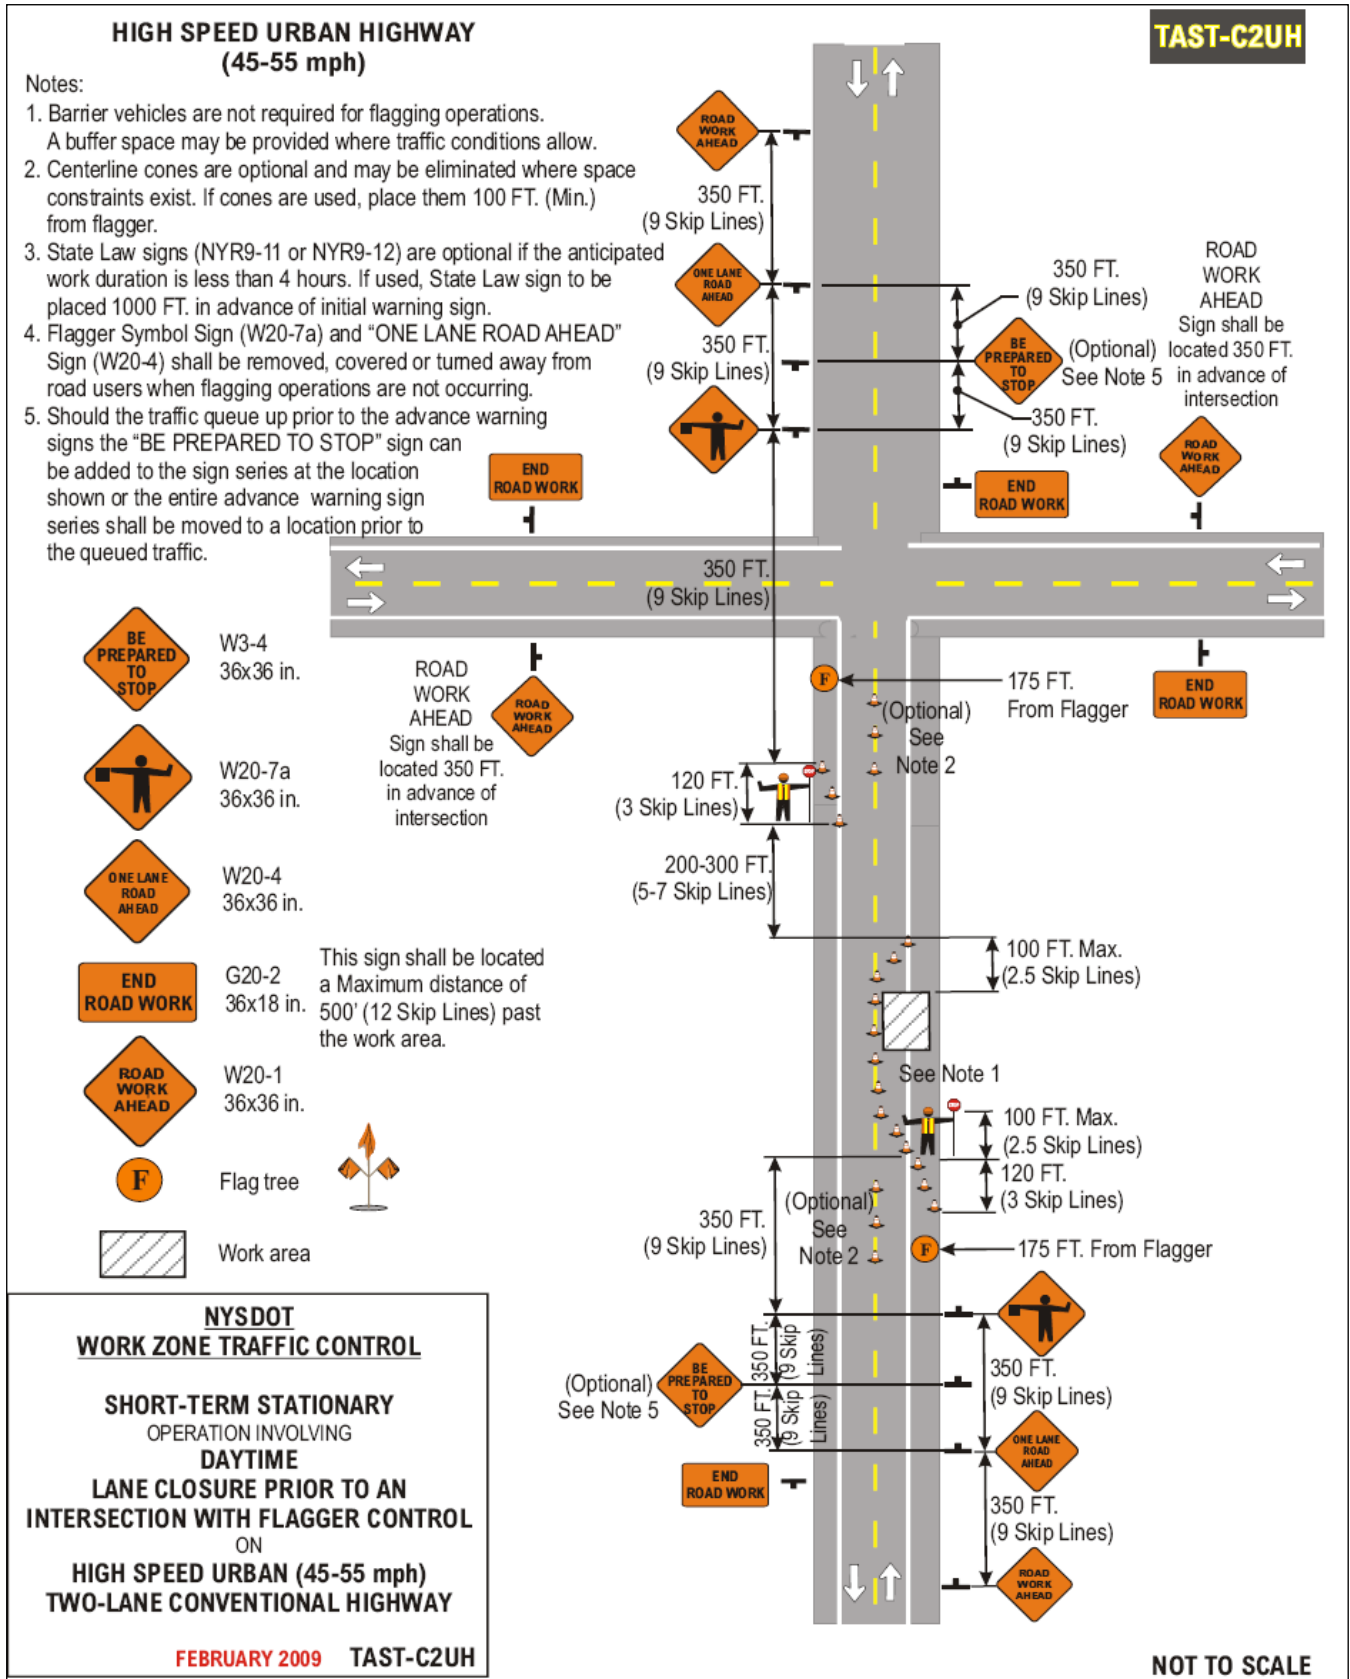 HIGH SPEED URBAN HIGHWAY
(45-55 mph)
TAST-C2UH
Notes:
1. Barrier vehicles are not required for flagging operations.
A buffer space may be provided where traffic conditions allow.
2. Centerline cones are optional and may be eliminated where space
constraints exist. If cones are used, place them 100 FT. (Min.)
from flagger.
3. State Law signs (NYR9-11 or NYR9-12) are optional if the anticipated
work duration is less than 4 hours. If used, State Law sign to be
placed 1000 FT. in advance of initial warning sign.
4. Flagger Symbol Sign (W20-7a) and “ONE LANE ROAD AHEAD”
Sign (W20-4) shall be removed, covered or turned away from
road users when flagging operations are not occurring.
5. Should the traffic queue up prior to the advance warning
signs the “BE PREPARED TO STOP” sign can
be added to the sign series at the location
shown or the entire advance warning sign
series shall be moved to a location prior to
the queued traffic.
ROAD
WORK
AHEAD
350 FT.
(9 Skip Lines)
ONE LANE
ROAD
AHEAD
350 FT.
(9 Skip Lines)
350 FT.
(9 Skip Lines)
BE
PREPARED
TO
STOP
(Optional)
See Note 5
350 FT.
(9 Skip Lines)
ROAD
WORK
AHEAD
Sign shall be
located 350 FT.
in advance of
intersection
ROAD
WORK
AHEAD
END
ROAD WORK
END
ROAD WORK
350 FT.
(9 Skip Lines)
BE
PREPARED
TO
STOP
W3-4
36x36 in.
W20-7a
36x36 in.
ONE LANE
ROAD
AHEAD
W20-4
36x36 in.
END
ROAD WORK
G20-2
36x18 in.
This sign shall be located
a Maximum distance of
500' (12 Skip Lines) past
the work area.
ROAD
WORK
AHEAD
W20-1
36x36 in.
F
Flag tree
Work area
ROAD
WORK
AHEAD
Sign shall be
located 350 FT.
in advance of
intersection
ROAD
WORK
AHEAD
F
175 FT.
From Flagger
END
ROAD WORK
(Optional)
See
Note 2
120 FT.
(3 Skip Lines)
STOP
200-300 FT.
(5-7 Skip Lines)
100 FT. Max.
(2.5 Skip Lines)
See Note 1
STOP
100 FT. Max.
(2.5 Skip Lines)
120 FT.
(3 Skip Lines)
350 FT.
(9 Skip Lines)
(Optional)
See
Note 2
F
175 FT. From Flagger
350 FT.
(9 Skip
Lines)
350 FT.
(9 Skip
Lines)
(Optional)
See Note 5
BE
PREPARED
TO
STOP
350 FT.
(9 Skip Lines)
ONE LANE
ROAD
AHEAD
END
ROAD WORK
350 FT.
(9 Skip Lines)
ROAD
WORK
AHEAD
NYSDOT
WORK ZONE TRAFFIC CONTROL
SHORT-TERM STATIONARY
OPERATION INVOLVING
DAYTIME
LANE CLOSURE PRIOR TO AN
INTERSECTION WITH FLAGGER CONTROL
ON
HIGH SPEED URBAN (45-55 mph)
TWO-LANE CONVENTIONAL HIGHWAY
FEBRUARY 2009 TAST-C2UH
NOT TO SCALE